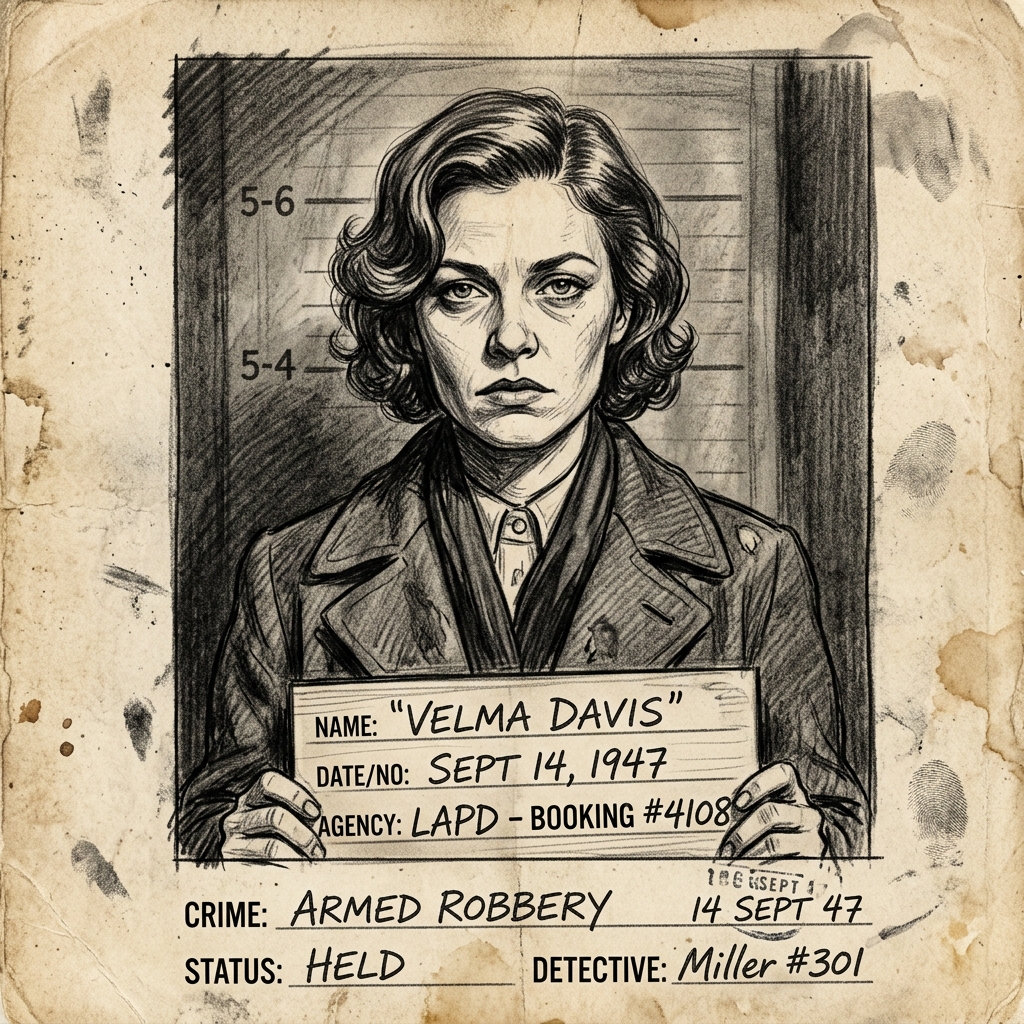 5-6
5-4
NAME: "VELMA DAVIS"
DATE/NO: SEPT 14, 1947
AGENCY: LAPD - BOOKING #4108
SEPT
CRIME: ARMED ROBBERY 14 SEPT 47
STATUS: HELD DETECTIVE: Miller #301